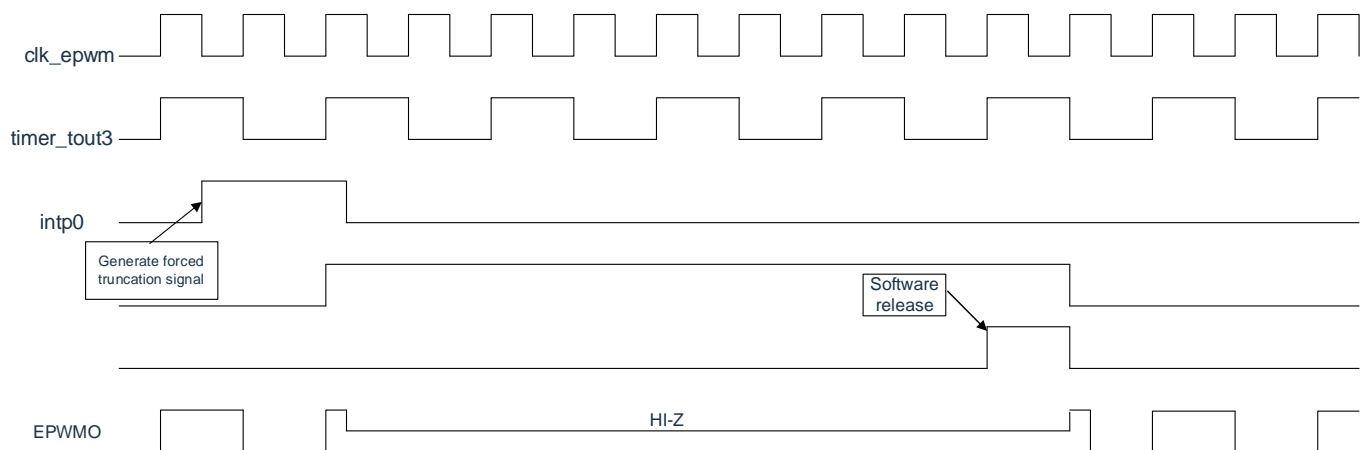 clk_epwm
timer_tout3
intp0
Generate forced
truncation signal
Software
release
HI-Z
EPWMO